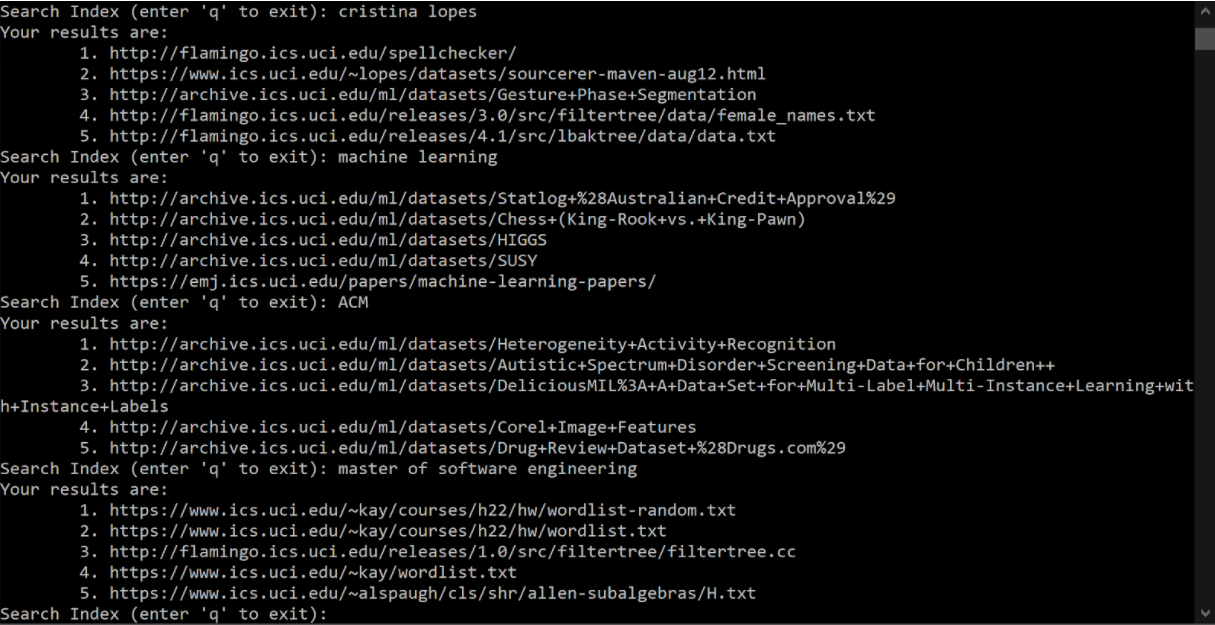 Search Index (enter 'q' to exit): cristina lopes
Your results are:
1. http://flamingo.ics.uci.edu/spellchecker/
2. https://www.ics.uci.edu/~lopes/datasets/sourcerer-maven-aug12.html
3. http://archive.ics.uci.edu/ml/datasets/Gesture+Phase+Segmentation
4. http://flamingo.ics.uci.edu/releases/3.0/src/filtertree/data/female_names.txt
5. http://flamingo.ics.uci.edu/releases/4.1/src/lbaktree/data/data.txt
Search Index (enter 'q' to exit): machine learning
Your results are:
1. http://archive.ics.uci.edu/ml/datasets/Statlog+%28Australian+Credit+Approval%29
2. http://archive.ics.uci.edu/ml/datasets/Chess+(King-Rook+vs.+King-Pawn)
3. http://archive.ics.uci.edu/ml/datasets/HIGGS
4. http://archive.ics.uci.edu/ml/datasets/SUSY
5. https://emj.ics.uci.edu/papers/machine-learning-papers/
Search Index (enter 'q' to exit): ACM
Your results are:
1. http://archive.ics.uci.edu/ml/datasets/Heterogeneity+Activity+Recognition
2. http://archive.ics.uci.edu/ml/datasets/Autistic+Spectrum+Disorder+Screening+Data+for+Children++
3. http://archive.ics.uci.edu/ml/datasets/DeliciousMIL%3A+A+Data+Set+for+Multi-Label+Multi-Instance+Learning+wit
h+Instance+Labels
4. http://archive.ics.uci.edu/ml/datasets/Corel+Image+Features
5. http://archive.ics.uci.edu/ml/datasets/Drug+Review+Dataset+%28Drugs.com%29
Search Index (enter 'q' to exit): master of software engineering
Your results are:
1. https://www.ics.uci.edu/~kay/courses/h22/hw/wordlist-random.txt
2. https://www.ics.uci.edu/~kay/courses/h22/hw/wordlist.txt
3. http://flamingo.ics.uci.edu/releases/1.0/src/filtertree/filtertree.cc
4. https://www.ics.uci.edu/~kay/wordlist.txt
5. https://www.ics.uci.edu/~alspaugh/cls/shr/allen-subalgebras/H.txt
Search Index (enter 'q' to exit):